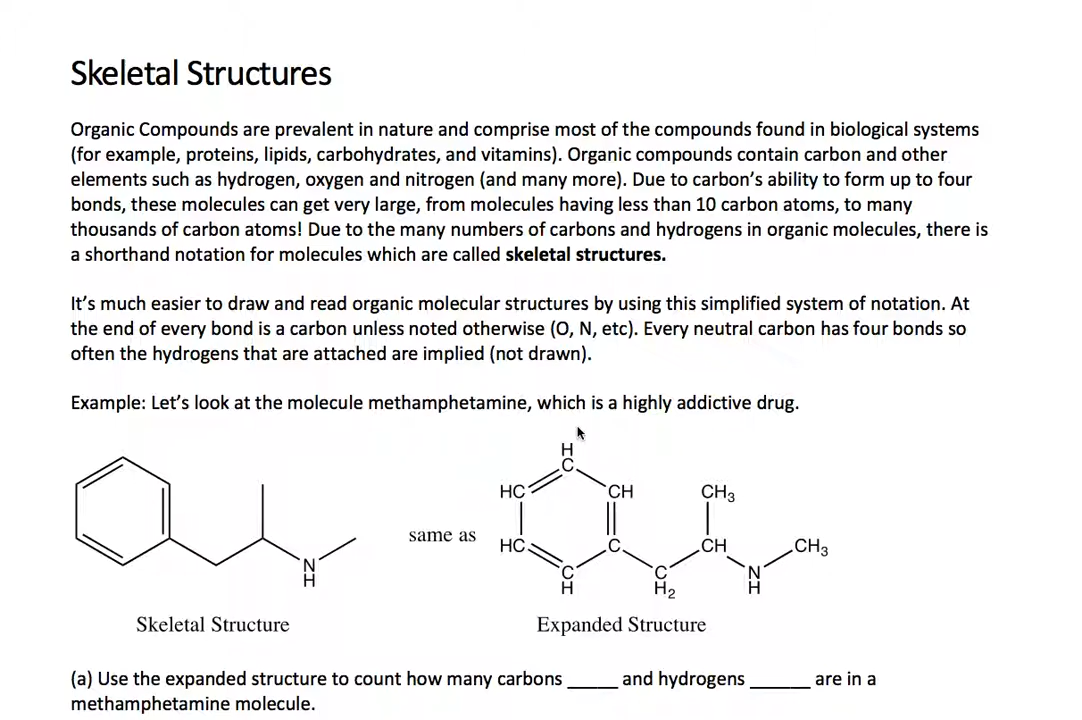 Skeletal Structures
Organic Compounds are prevalent in nature and comprise most of the compounds found in biological systems
(for example, proteins, lipids, carbohydrates, and vitamins). Organic compounds contain carbon and other
elements such as hydrogen, oxygen and nitrogen (and many more). Due to carbon's ability to form up to four
bonds, these molecules can get very large, from molecules having less than 10 carbon atoms, to many
thousands of carbon atoms! Due to the many numbers of carbons and hydrogens in organic molecules, there is
a shorthand notation for molecules which are called skeletal structures.
It's much easier to draw and read organic molecular structures by using this simplified system of notation. At
the end of every bond is a carbon unless noted otherwise (O, N, etc). Every neutral carbon has four bonds so
often the hydrogens that are attached are implied (not drawn).
Example: Let's look at the molecule methamphetamine, which is a highly addictive drug.
N
H
same as
H
C
HC
CH
CH3
HC
C
CH
CH3
C
H
C
H2
N
H
Skeletal Structure
Expanded Structure
(a) Use the expanded structure to count how many carbons _____ and hydrogens ______ are in a
methamphetamine molecule.